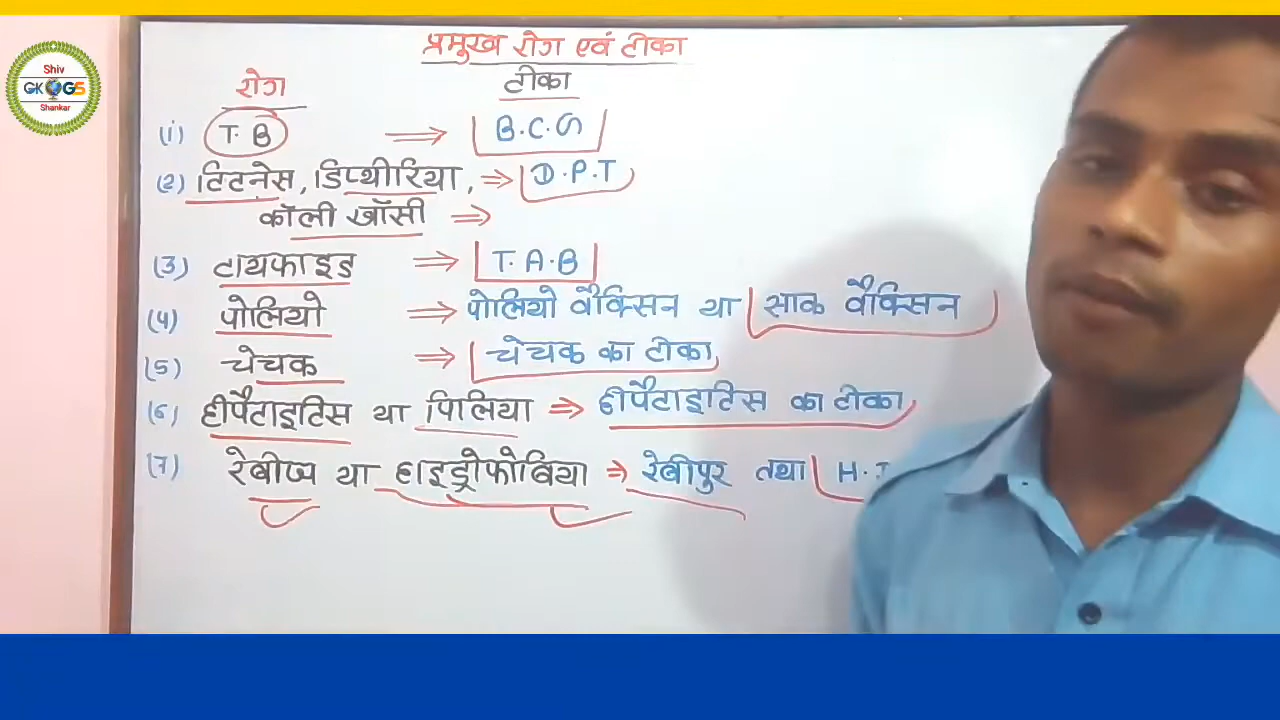 Shiv
GK GS
Shankar
प्रमुख रोग एवं टीका
रोग टीका
(1) T.B ⇒ B.C.G
(2) टिटनेस, डिप्थीरिया, ⇒ D.P.T
कॉली खॉसी ⇒
(3) टायफाइड ⇒ T.A.B
(4) पोलियो ⇒ पोलियो वैक्सिन या साक वैक्सिन
(5) चेचक ⇒ चेचक का टीका
(6) हीपैटाइटिस या पिलिया ⇒ हीपैटाइटिस का टीका
(7) रेबीज्य या हाइड्रोफोबिया ⇒ रेबीपुर तथा H.